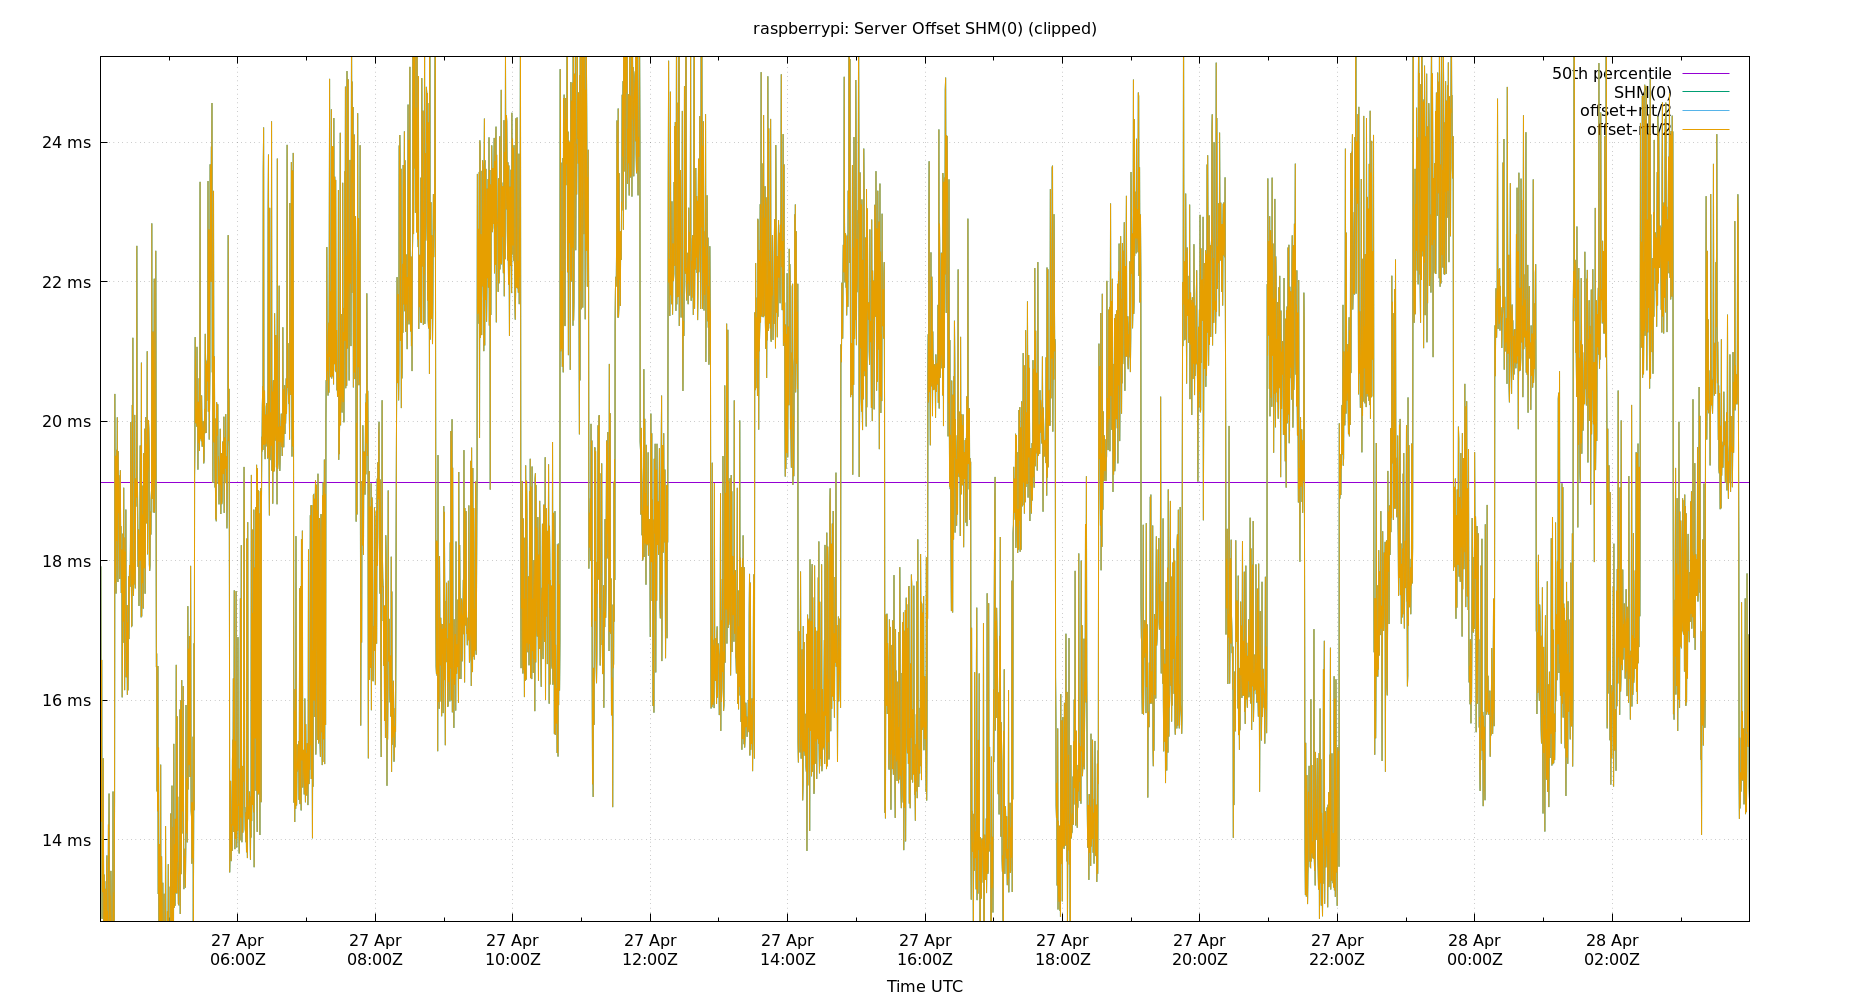 raspberrypi: Server Offset SHM(0) (clipped)
50th percentile
SHM(0)
offset+rtt/2
offset-rtt/2
24 ms
22 ms
20 ms
18 ms
16 ms
14 ms
27 Apr 27 Apr 27 Apr 27 Apr 27 Apr 27 Apr 27 Apr 27 Apr 27 Apr 28 Apr 28 Apr
06:00Z 08:00Z 10:00Z 12:00Z 14:00Z 16:00Z 18:00Z 20:00Z 22:00Z 00:00Z 02:00Z
Time UTC